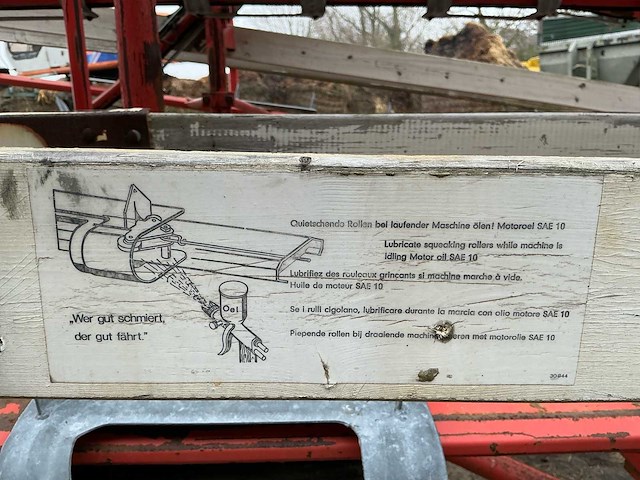 Quietschende Rollen bei laufender Maschine ölen! Motoroel SAE 10
Lubricate squeaking rollers while machine is
idling Motor oil SAE 10
Lubrifiez des rouleaux grinçants si machine marche à vide.
Huile de moteur SAE 10
Se i rulli cigolano, lubrificare durante la marcia con olio motore SAE 10
Piepende rollen bij draaiende met motorolie SAE 10
Oel
„Wer gut schmiert,
der gut fährt."